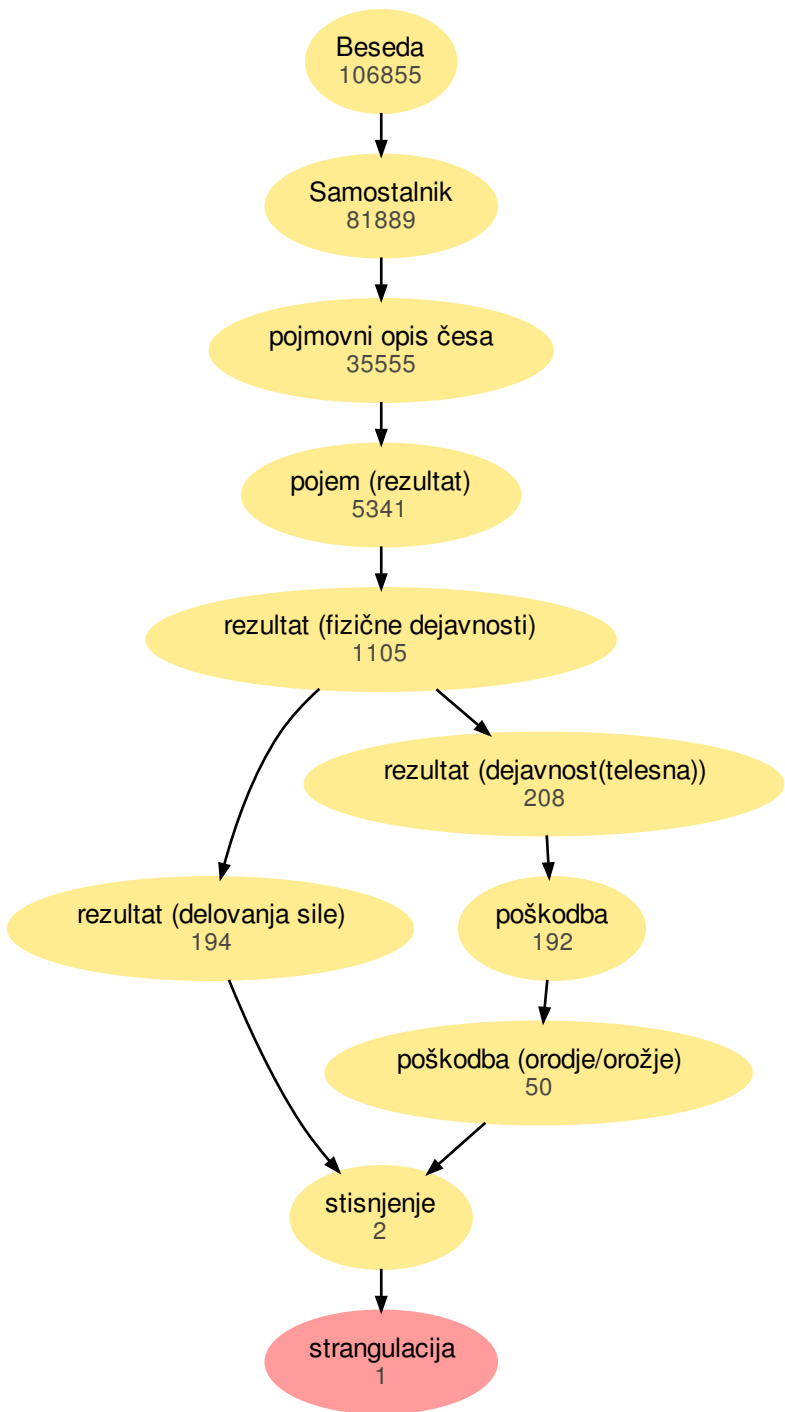 Beseda
106855
Samostalnik
81889
pojmovni opis česa
35555
pojem (rezultat)
5341
rezultat (fizične dejavnosti)
1105
rezultat (dejavnost(telesna))
208
rezultat (delovanja sile)
194
poškodba
192
poškodba (orodje/orožje)
50
stisnjenje
2
strangulacija
1